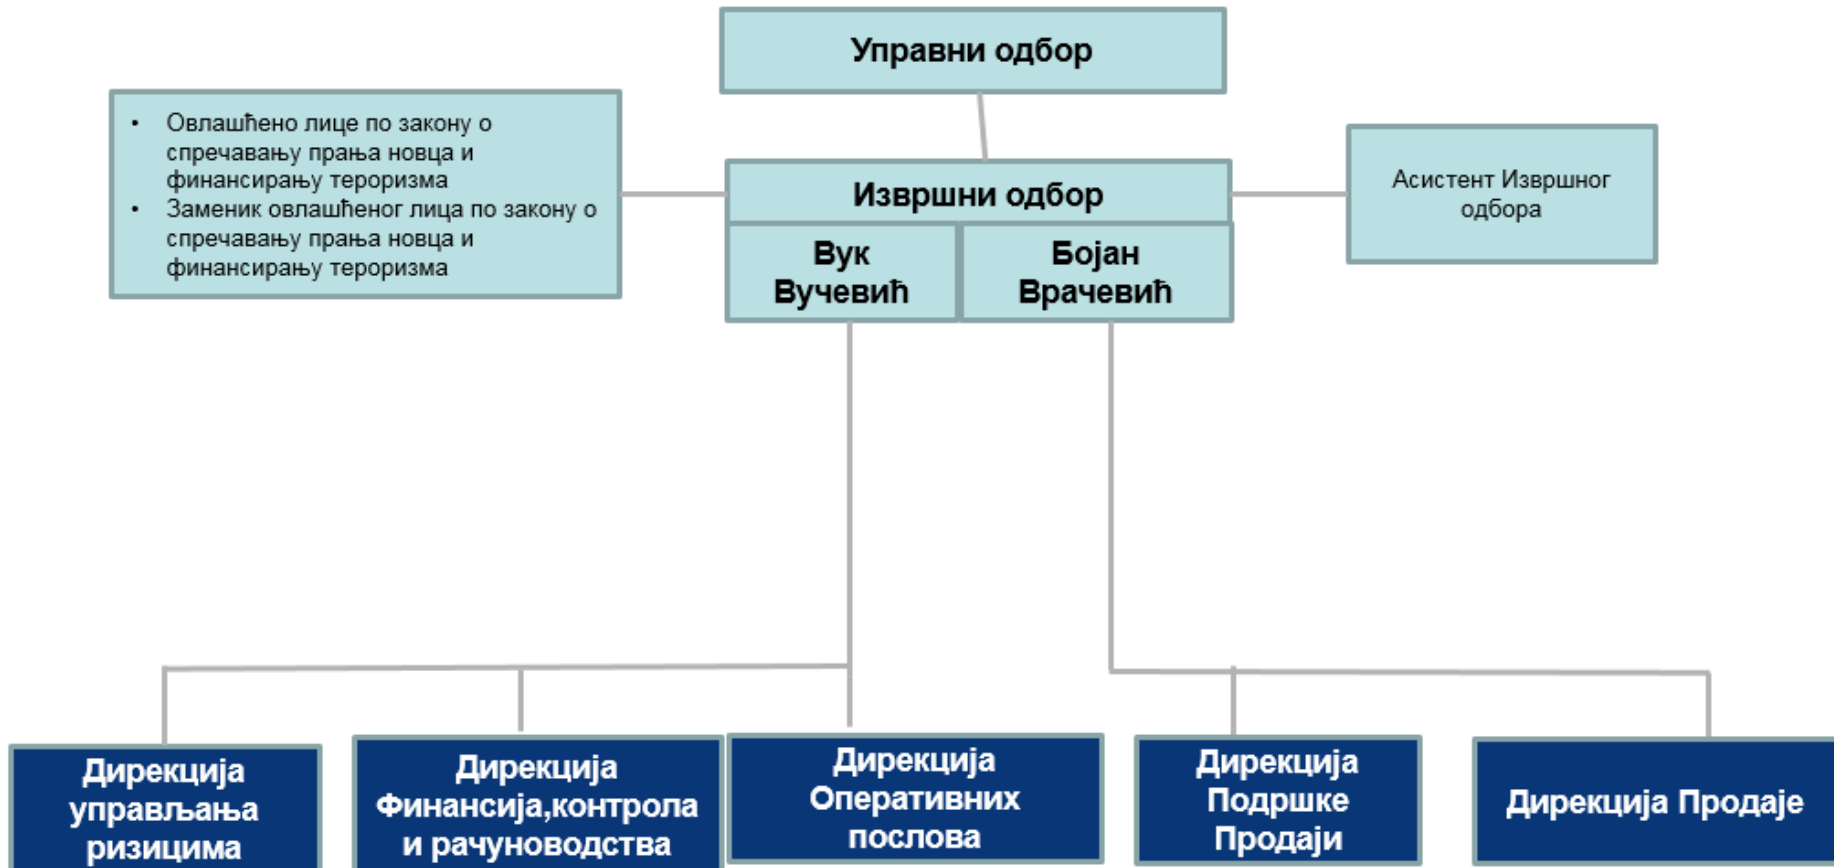 Управни одбор
• Овлашћено лице по закону о
спречавању прања новца и
финансирању тероризма
• Заменик овлашћеног лица по закону о
спречавању прања новца и
финансирању тероризма
Извршни одбор
Вук
Вучевић
Бојан
Врачевић
Асистент Извршног
одбора
Дирекција
управљања
ризицима
Дирекција
Финансија,контрола
и рачуноводства
Дирекција
Оперативних
послова
Дирекција
Подршке
Продаји
Дирекција Продаје